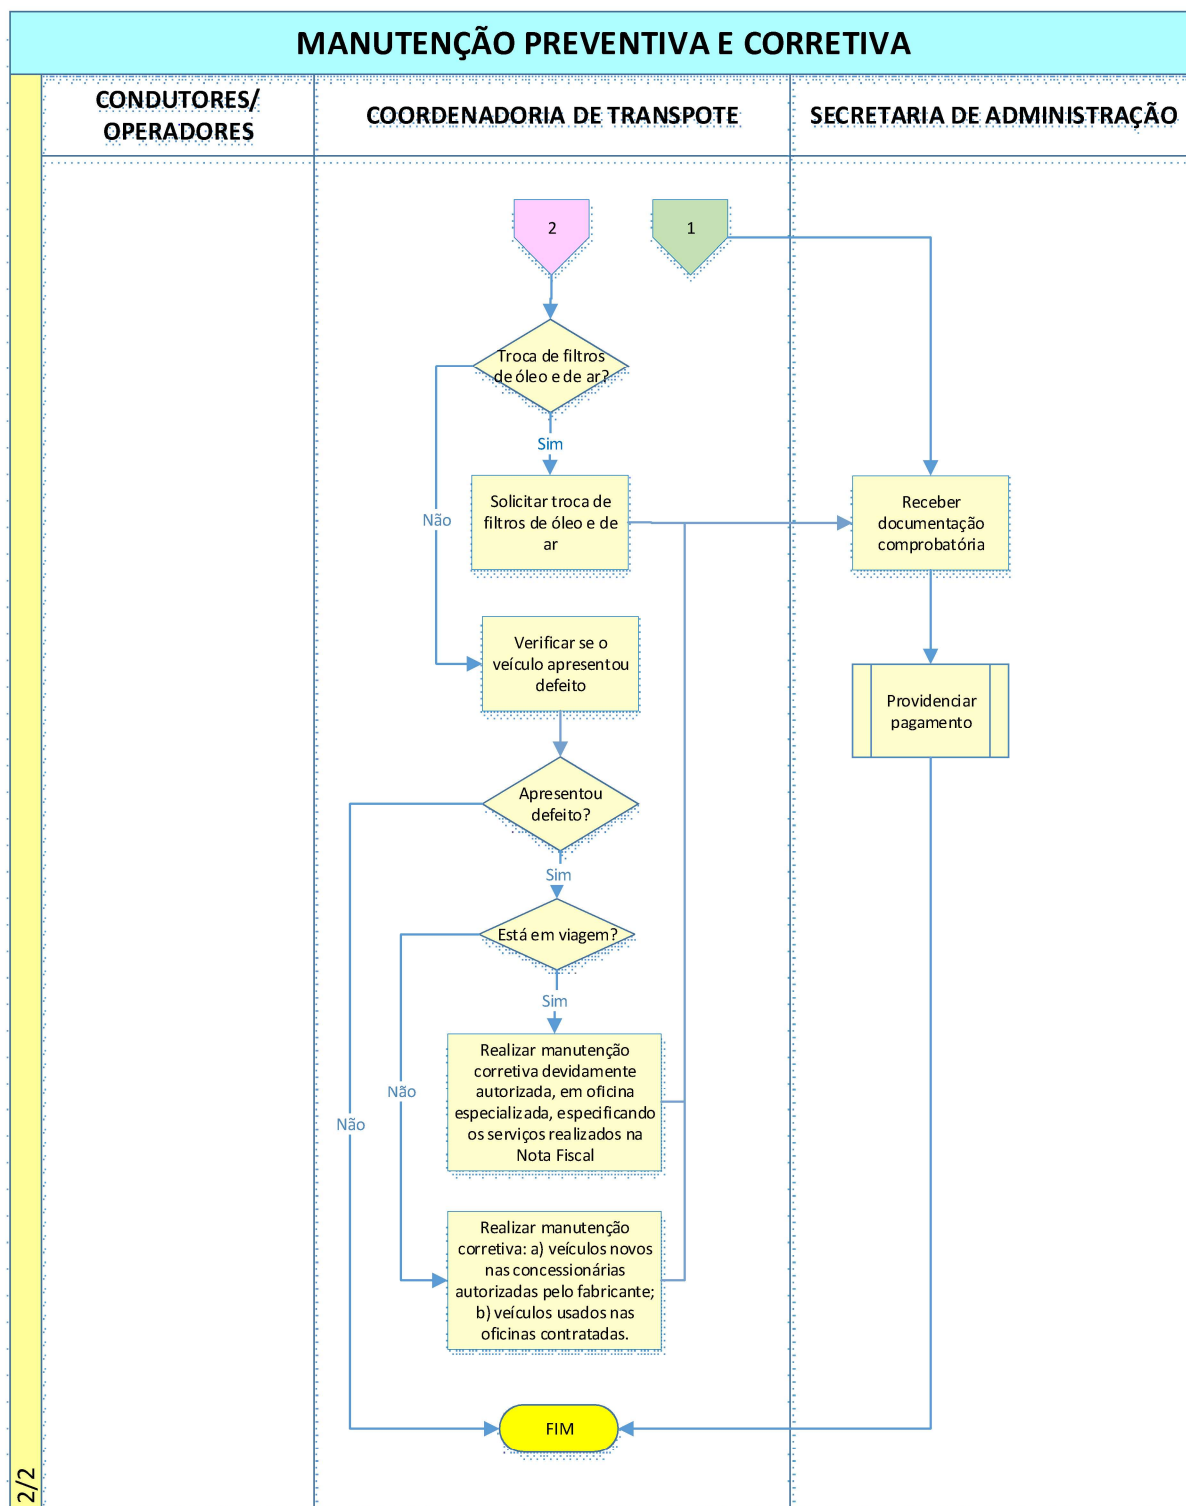 MANUTENÇÃO PREVENTIVA E CORRETIVA
CONDUTORES/
OPERADORES
COORDENADORIA DE TRANSPOTE
SECRETARIA DE ADMINISTRAÇÃO
2
1
Troca de filtros
de óleo e de ar?
Sim
Não
Solicitar troca de
filtros de óleo e de
ar
Receber
documentação
comprobatória
Verificar se o
veículo apresentou
defeito
Providenciar
pagamento
Apresentou
defeito?
Sim
Está em viagem?
Sim
Não
Não
Realizar manutenção
corretiva devidamente
autorizada, em oficina
especializada, especificando
os serviços realizados na
Nota Fiscal
Realizar manutenção
corretiva: a) veículos novos
nas concessionárias
autorizadas pelo fabricante;
b) veículos usados nas
oficinas contratadas.
FIM
2/2